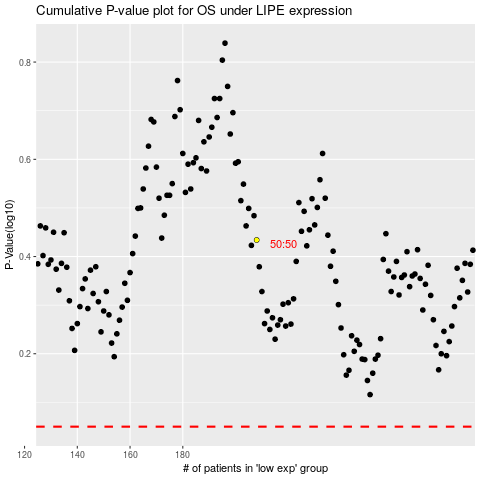 Cumulative P-value plot for OS under LIPE expression
P-Value(log10)
0.8
0.6
0.4
0.2
50:50
120 140 160 180
# of patients in 'low exp' group